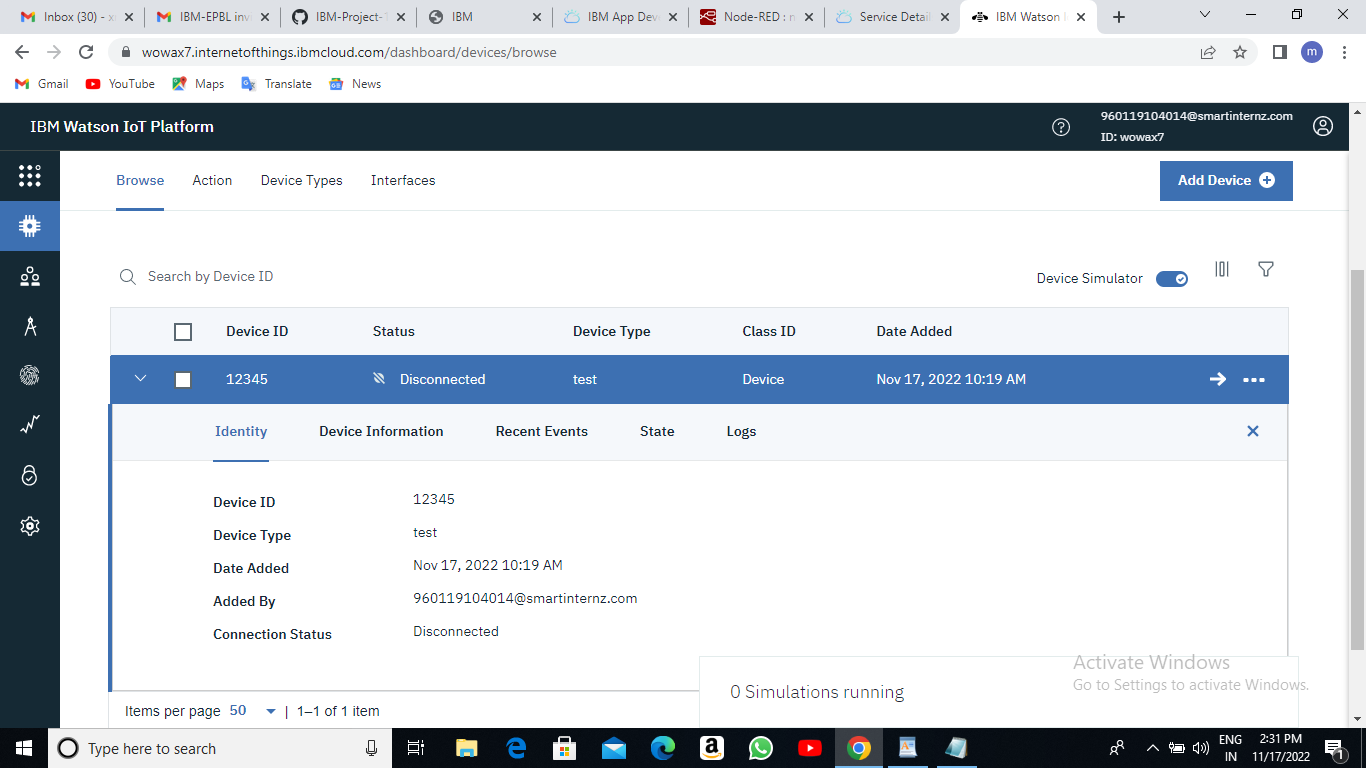 Inbox (30) - x
IBM-EPBL inv
IBM-Project-1
IBM
IBM App Dev
Node-RED : n
Service Detail
IBM Watson I
wowax7.internetofthings.ibmcloud.com/dashboard/devices/browse
m
Gmail
YouTube
Maps
Translate
News
IBM Watson IoT Platform
960119104014@smartinternz.com
ID: wowax7
Browse
Action
Device Types
Interfaces
Add Device
Search by Device ID
Device Simulator
Device ID
Status
Device Type
Class ID
Date Added
12345
Disconnected
test
Device
Nov 17, 2022 10:19 AM
Identity
Device Information
Recent Events
State
Logs
Device ID
12345
Device Type
test
Date Added
Nov 17, 2022 10:19 AM
Added By
960119104014@smartinternz.com
Connection Status
Disconnected
0 Simulations running
Activate Windows
Go to Settings to activate Windows.
Items per page 50 | 1–1 of 1 item
Type here to search
ENG
IN
2:31 PM
11/17/2022
1